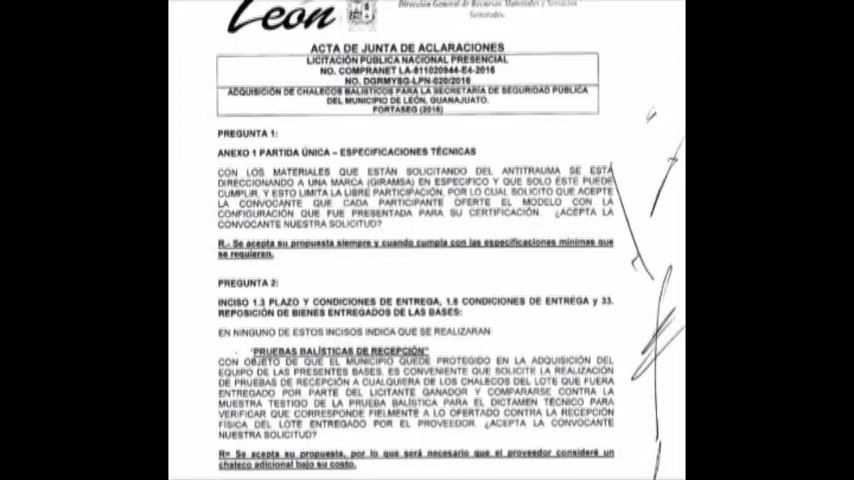 León
Dirección General de Recursos Materiales y Servicios
Generales.
ACTA DE JUNTA DE ACLARACIONES
LICITACIÓN PÚBLICA NACIONAL PRESENCIAL
NO. COMPRANET LA-811020944-E4-2016
NO. DGRMYSG-LPN-020/2016
ADQUISICIÓN DE CHALECOS BALÍSTICOS PARA LA SECRETARÍA DE SEGURIDAD PÚBLICA
DEL MUNICIPIO DE LEÓN, GUANAJUATO.
FORTASEG (2016)
PREGUNTA 1:
ANEXO 1 PARTIDA ÚNICA – ESPECIFICACIONES TÉCNICAS
CON LOS MATERIALES QUE ESTÁN SOLICITANDO DEL ANTITRAUMA SE ESTÁ
DIRECCIONANDO A UNA MARCA (GIRAMSA) EN ESPECIFICO Y QUE SOLO ÉSTE PUEDE
CUMPLIR, Y ESTO LIMITA LA LIBRE PARTICIPACIÓN, POR LO CUAL SOLICITO QUE ACEPTE
LA CONVOCANTE QUE CADA PARTICIPANTE OFERTE EL MODELO CON LA
CONFIGURACIÓN QUE FUE PRESENTADA PARA SU CERTIFICACIÓN. ¿ACEPTA LA
CONVOCANTE NUESTRA SOLICITUD?
R.- Se acepta su propuesta siempre y cuando cumpla con las especificaciones mínimas que
se requieren.
PREGUNTA 2:
INCISO 1.3 PLAZO Y CONDICIONES DE ENTREGA, 1.6 CONDICIONES DE ENTREGA y 33.
REPOSICIÓN DE BIENES ENTREGADOS DE LAS BASES:
EN NINGUNO DE ESTOS INCISOS INDICA QUE SE REALIZARAN
"PRUEBAS BALÍSTICAS DE RECEPCIÓN"
CON OBJETO DE QUE EL MUNICIPIO QUEDE PROTEGIDO EN LA ADQUISICIÓN DEL
EQUIPO DE LAS PRESENTES BASES, ES CONVENIENTE QUE SOLICITE LA REALIZACIÓN
DE PRUEBAS DE RECEPCIÓN A CUALQUIERA DE LOS CHALECOS DEL LOTE QUE FUERA
ENTREGADO POR PARTE DEL LICITANTE GANADOR Y COMPARARSE CONTRA LA
MUESTRA TESTIGO DE LA PRUEBA BALÍSTICA PARA EL DICTAMEN TÉCNICO PARA
VERIFICAR QUE CORRESPONDE FIELMENTE A LO OFERTADO CONTRA LA RECEPCIÓN
FÍSICA DEL LOTE ENTREGADO POR EL PROVEEDOR. ¿ACEPTA LA CONVOCANTE
NUESTRA SOLICITUD?
R= Se acepta su propuesta, por lo que será necesario que el proveedor consideré un
chaleco adicional bajo su costo.